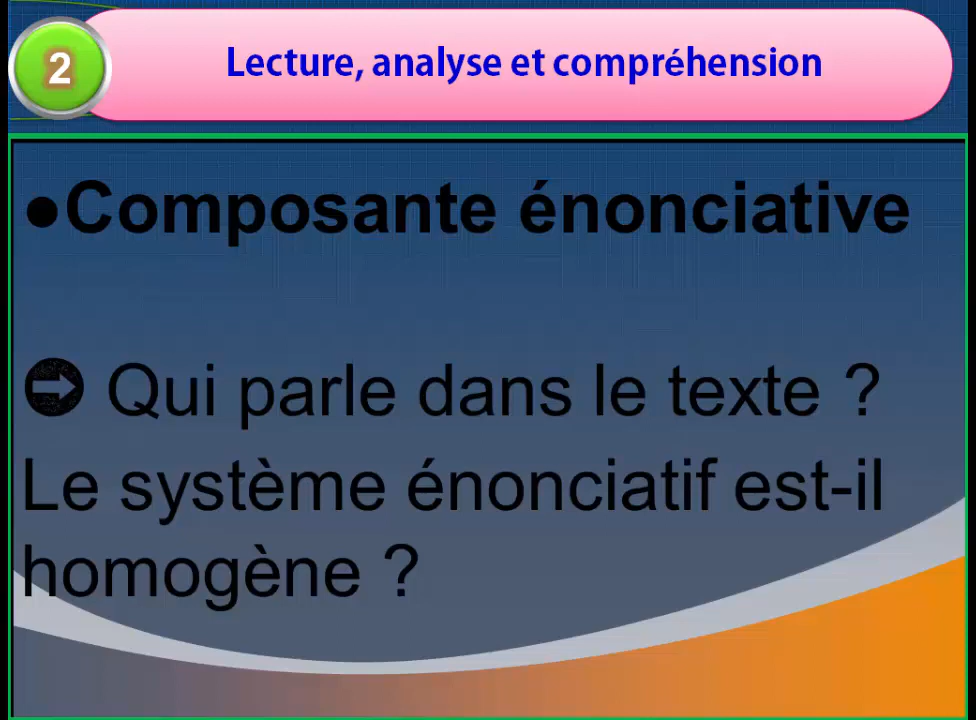 2
Lecture, analyse et compréhension
●Composante énonciative
➲ Qui parle dans le texte ?
Le système énonciatif est-il
homogène ?